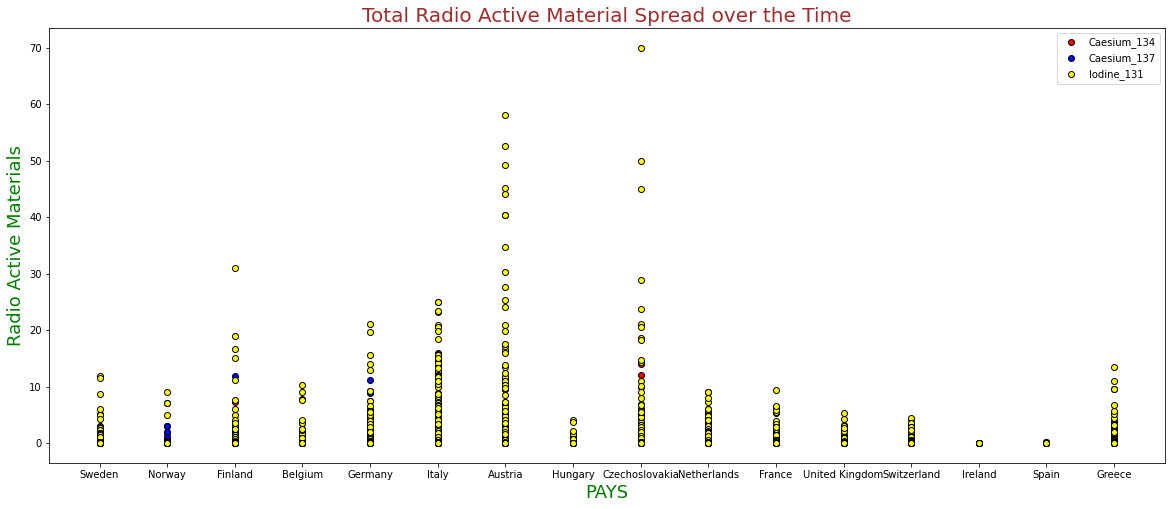 Total Radio Active Material Spread over the Time
Caesium_134
Caesium_137
Iodine_131
Radio Active Materials
70
60
50
40
30
20
10
0
Sweden Norway Finland Belgium Germany Italy Austria Hungary Czechoslovakia Netherlands France United Kingdom Switzerland Ireland Spain Greece
PAYS